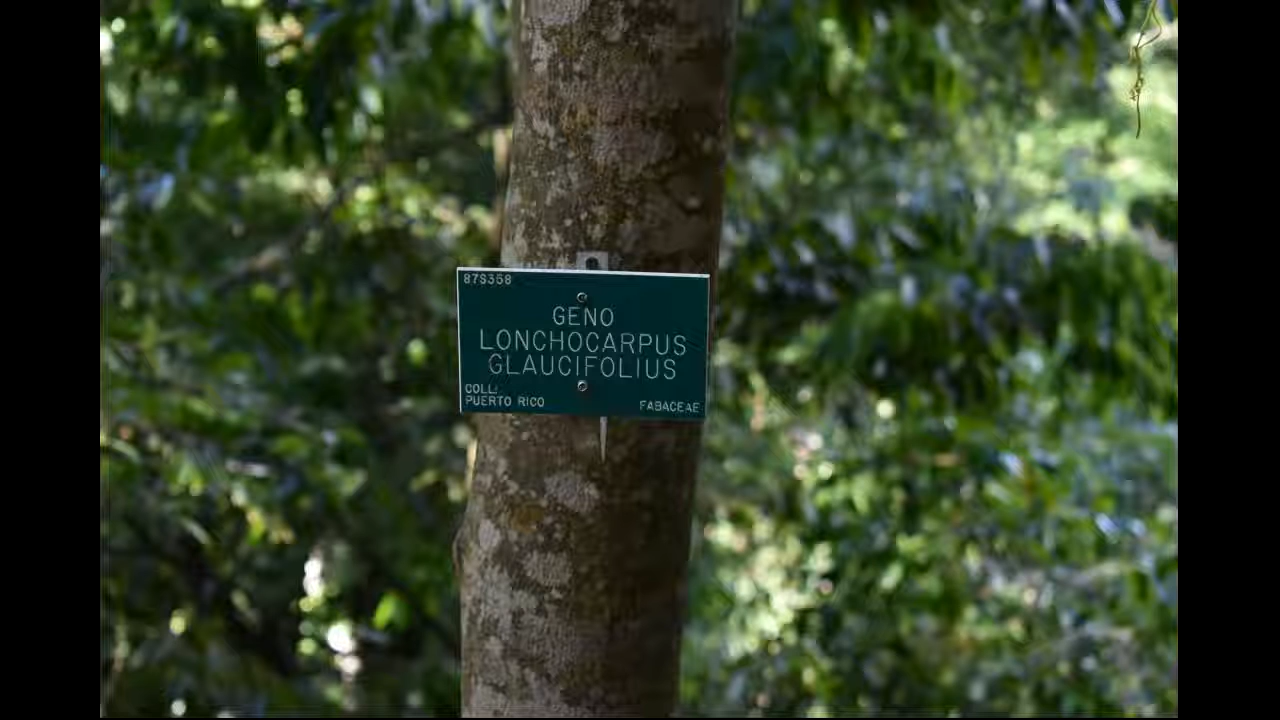 87S358
GENO
LONCHOCARPUS
GLAUCIFOLIUS
COLL:
PUERTO RICO
FABACEAE